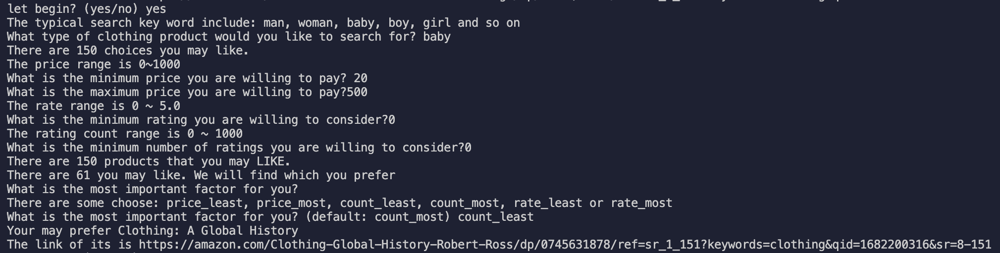 let begin? (yes/no) yes
The typical search key word include: man, woman, baby, boy, girl and so on
What type of clothing product would you like to search for? baby
There are 150 choices you may like.
The price range is 0~1000
What is the minimum price you are willing to pay? 20
What is the maximum price you are willing to pay?500
The rate range is 0 ~ 5.0
What is the minimum rating you are willing to consider?0
The rating count range is 0 ~ 1000
What is the minimum number of ratings you are willing to consider?0
There are 150 products that you may LIKE.
There are 61 you may like. We will find which you prefer
What is the most important factor for you?
There are some choose: price_least, price_most, count_least, count_most, rate_least or rate_most
What is the most important factor for you? (default: count_most) count_least
Your may prefer Clothing: A Global History
The link of its is https://amazon.com/Clothing-Global-History-Robert-Ross/dp/0745631878/ref=sr_1_151?keywords=clothing&qid=1682200316&sr=8-151